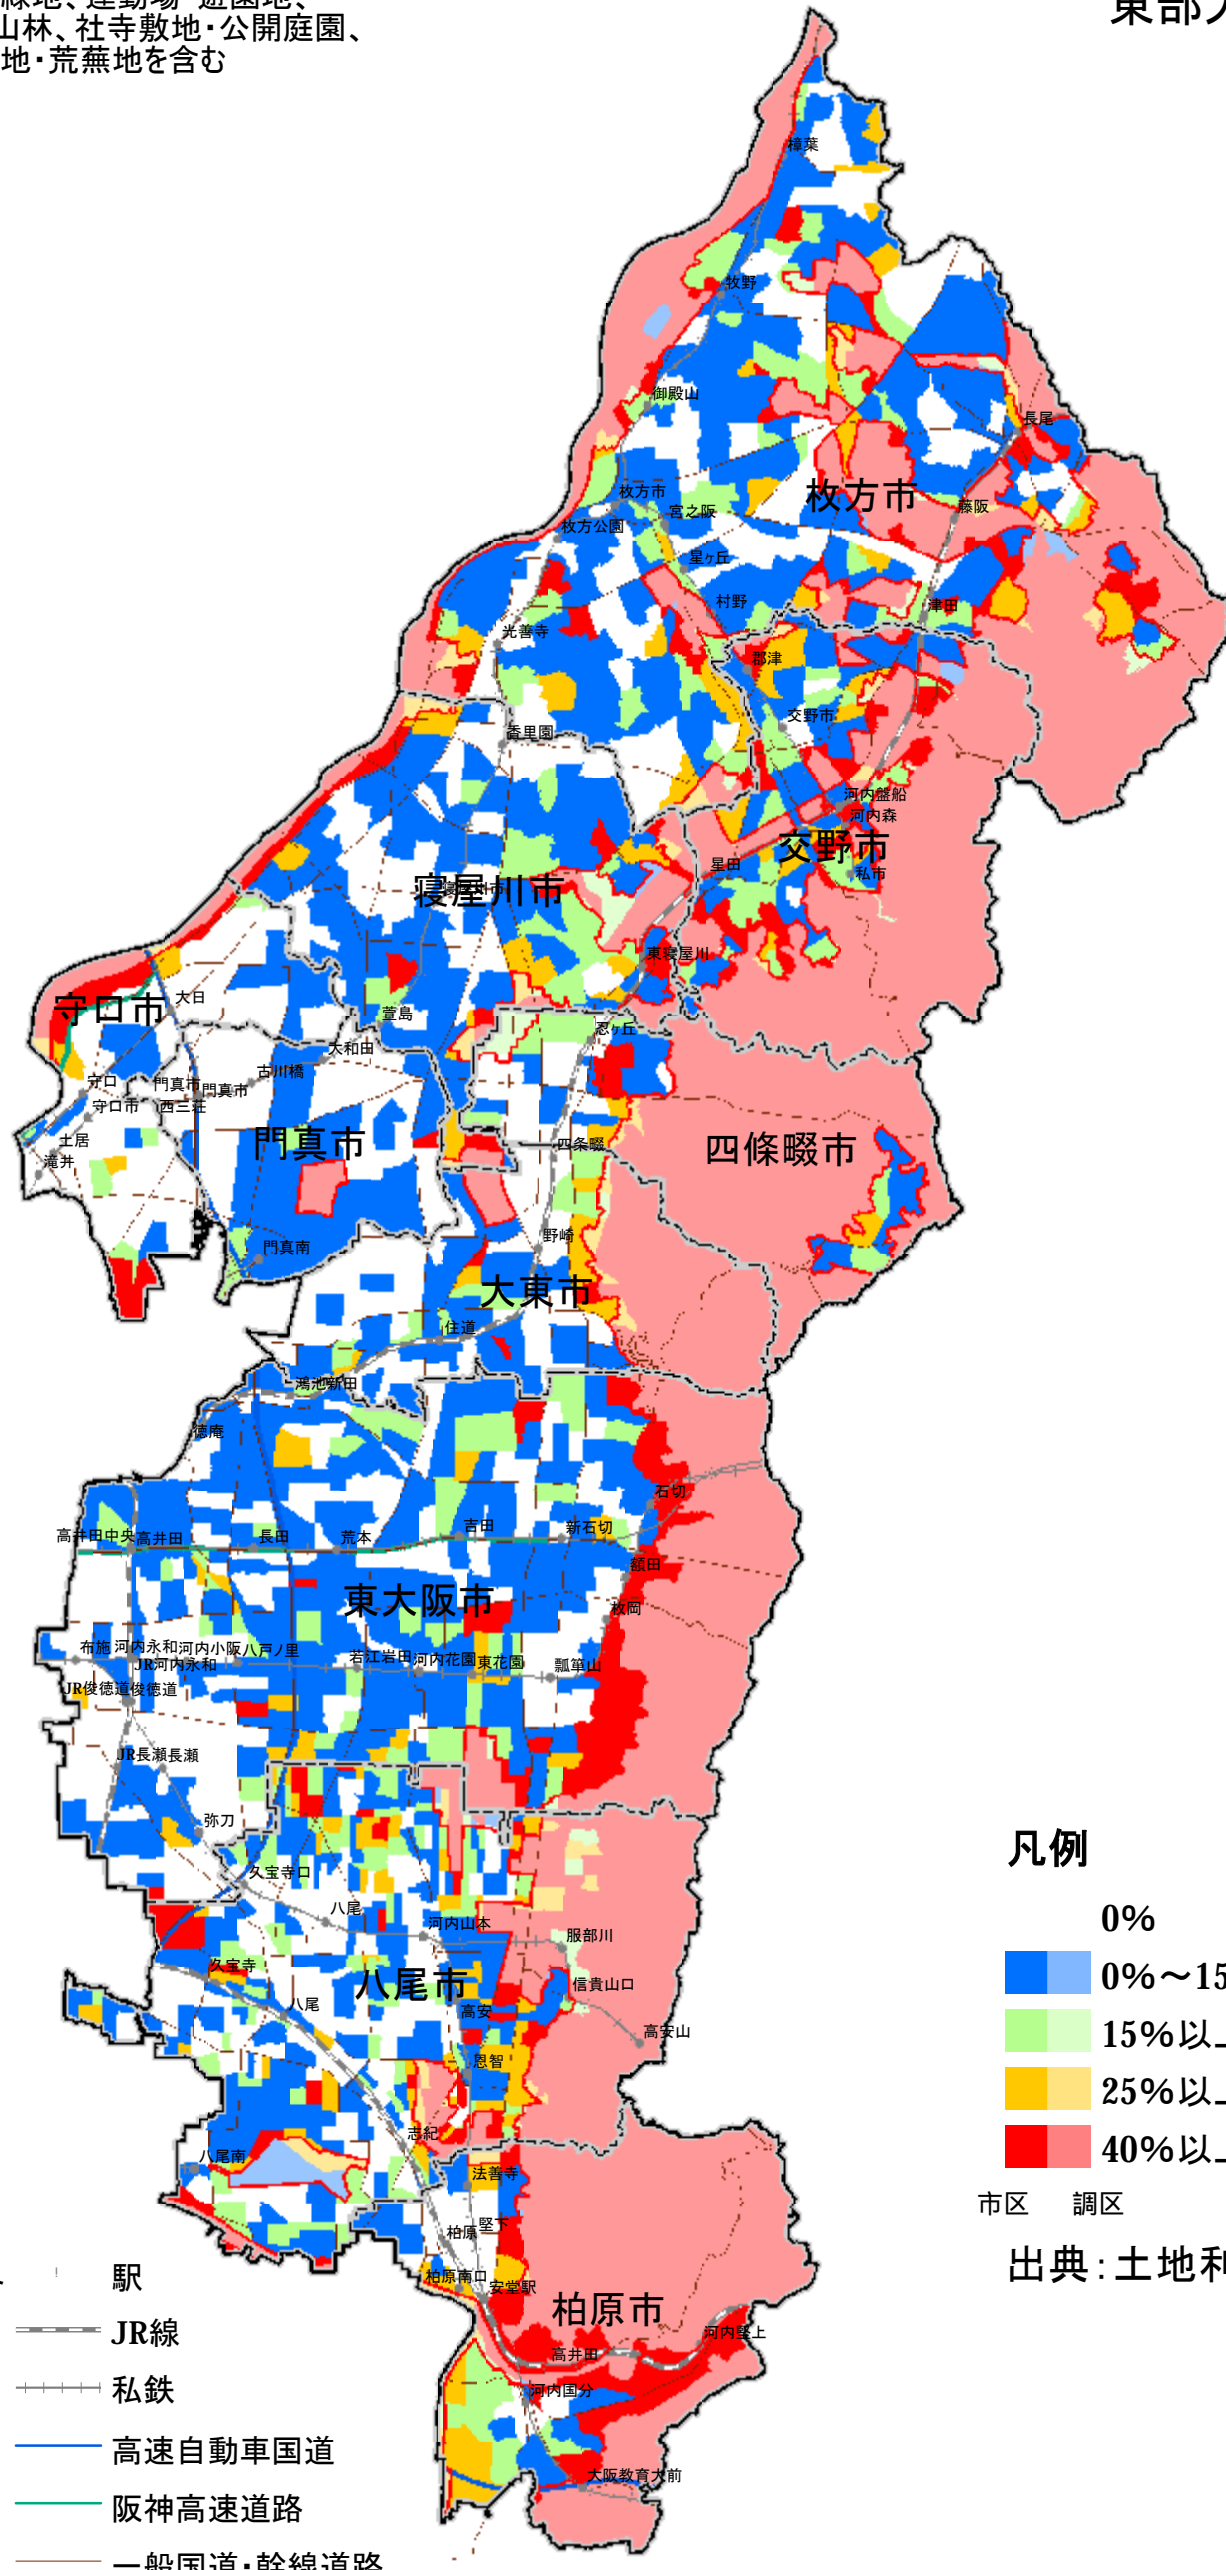 緑地、運動場・遊園地、
山林、社寺敷地・公開庭園、
地・荒蕪地を含む
東部大
樟葉
牧野
御殿山
長尾
枚方市
枚方市
宮之阪
藤阪
枚方公園
星ヶ丘
村野
津田
光善寺
郡津
交野市
香里園
河内磐船
河内森
交野市
星田
私市
寝屋川市
寝屋川市
東寝屋川
守口市
大日
萱島
忍ヶ丘
大和田
古川橋
守口
門真市
門真市
守口市
西三荘
土居
滝井
門真市
四条畷
四條畷市
野崎
門真南
大東市
住道
鴻池新田
徳庵
石切
高井田中央
高井田
長田
荒本
吉田
新石切
額田
東大阪市
枚岡
布施
河内永和
河内小阪
八戸ノ里
JR河内永和
若江岩田
河内花園
東花園
瓢箪山
JR俊徳道
俊徳道
JR長瀬
長瀬
弥刀
久宝寺口
八尾
河内山本
服部川
久宝寺
八尾市
信貴山口
八尾
高安
高安山
恩智
志紀
八尾南
法善寺
柏原
堅下
柏原南口
安堂駅
柏原市
河内堅上
高井田
河内国分
大阪教育大前
凡例
0%
0%～15
15%以上
25%以上
40%以上
市区 調区
出典：土地利
駅
JR線
私鉄
高速自動車国道
阪神高速道路
一般国道・幹線道路